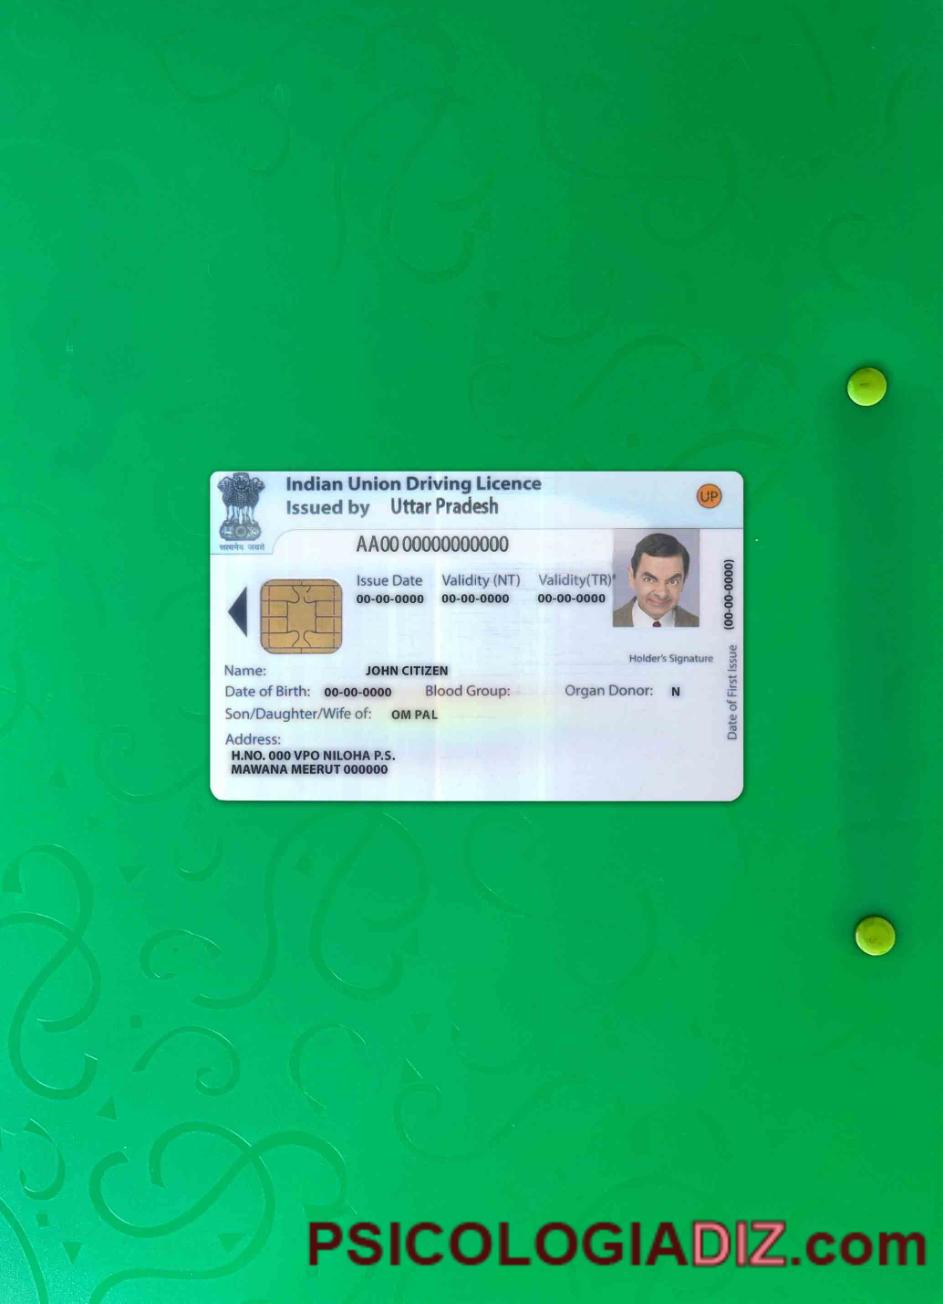 Indian Union Driving Licence
Issued by Uttar Pradesh
UP
सत्यमेव जयते
AA00 00000000000
Issue Date Validity (NT) Validity(TR)*
00-00-0000 00-00-0000 00-00-0000
Holder's Signature
Date of First Issue (00-00-0000)
Name: JOHN CITIZEN
Date of Birth: 00-00-0000 Blood Group: Organ Donor: N
Son/Daughter/Wife of: OM PAL
Address:
H.NO. 000 VPO NILOHA P.S.
MAWANA MEERUT 000000
PSICOLOGIADIZ.com